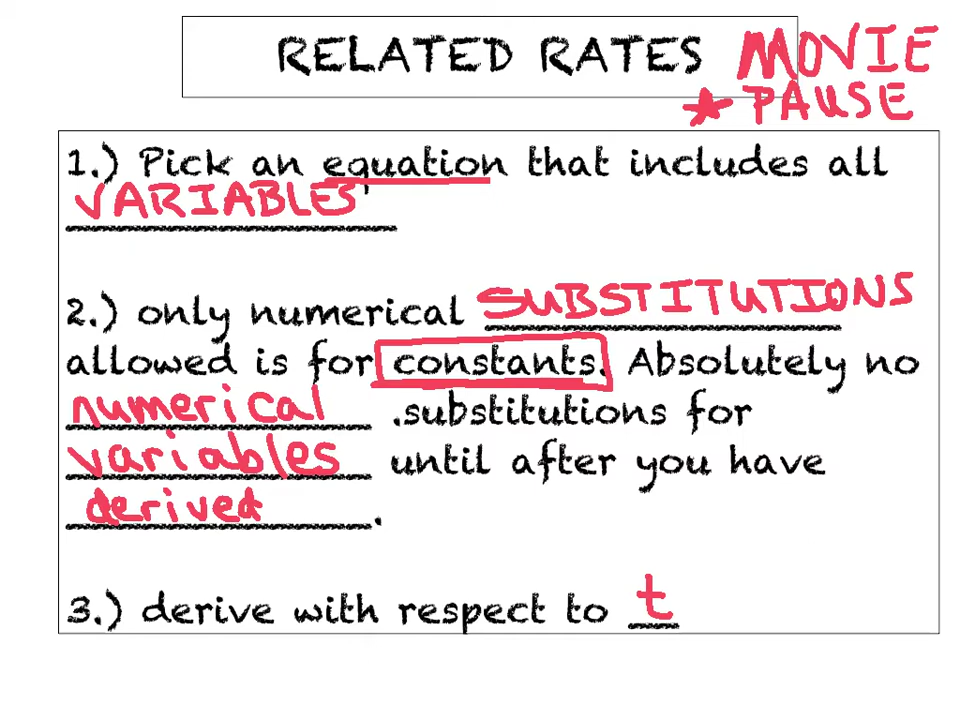 RELATED RATES MOVIE
★ PAUSE
1.) Pick an equation that includes all
VARIABLES
2.) only numerical SUBSTITUTIONS
allowed is for constants. Absolutely no
numerical .substitutions for
variables until after you have
derived.
3.) derive with respect to t